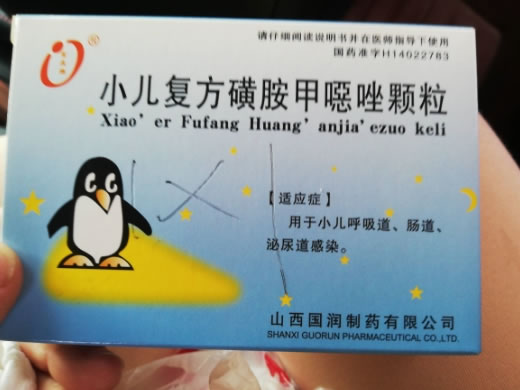 请仔细阅读说明书并在医师指导下使用
国药准字H14022783
小儿复方磺胺甲噁唑颗粒
Xiao' er Fufang Huang' anjia' ezuo keli
1×1
【适应症】
用于小儿呼吸道、肠道、
泌尿道感染。
山西国润制药有限公司
SHANXI GUORUN PHARMACEUTICAL CO.,LTD.